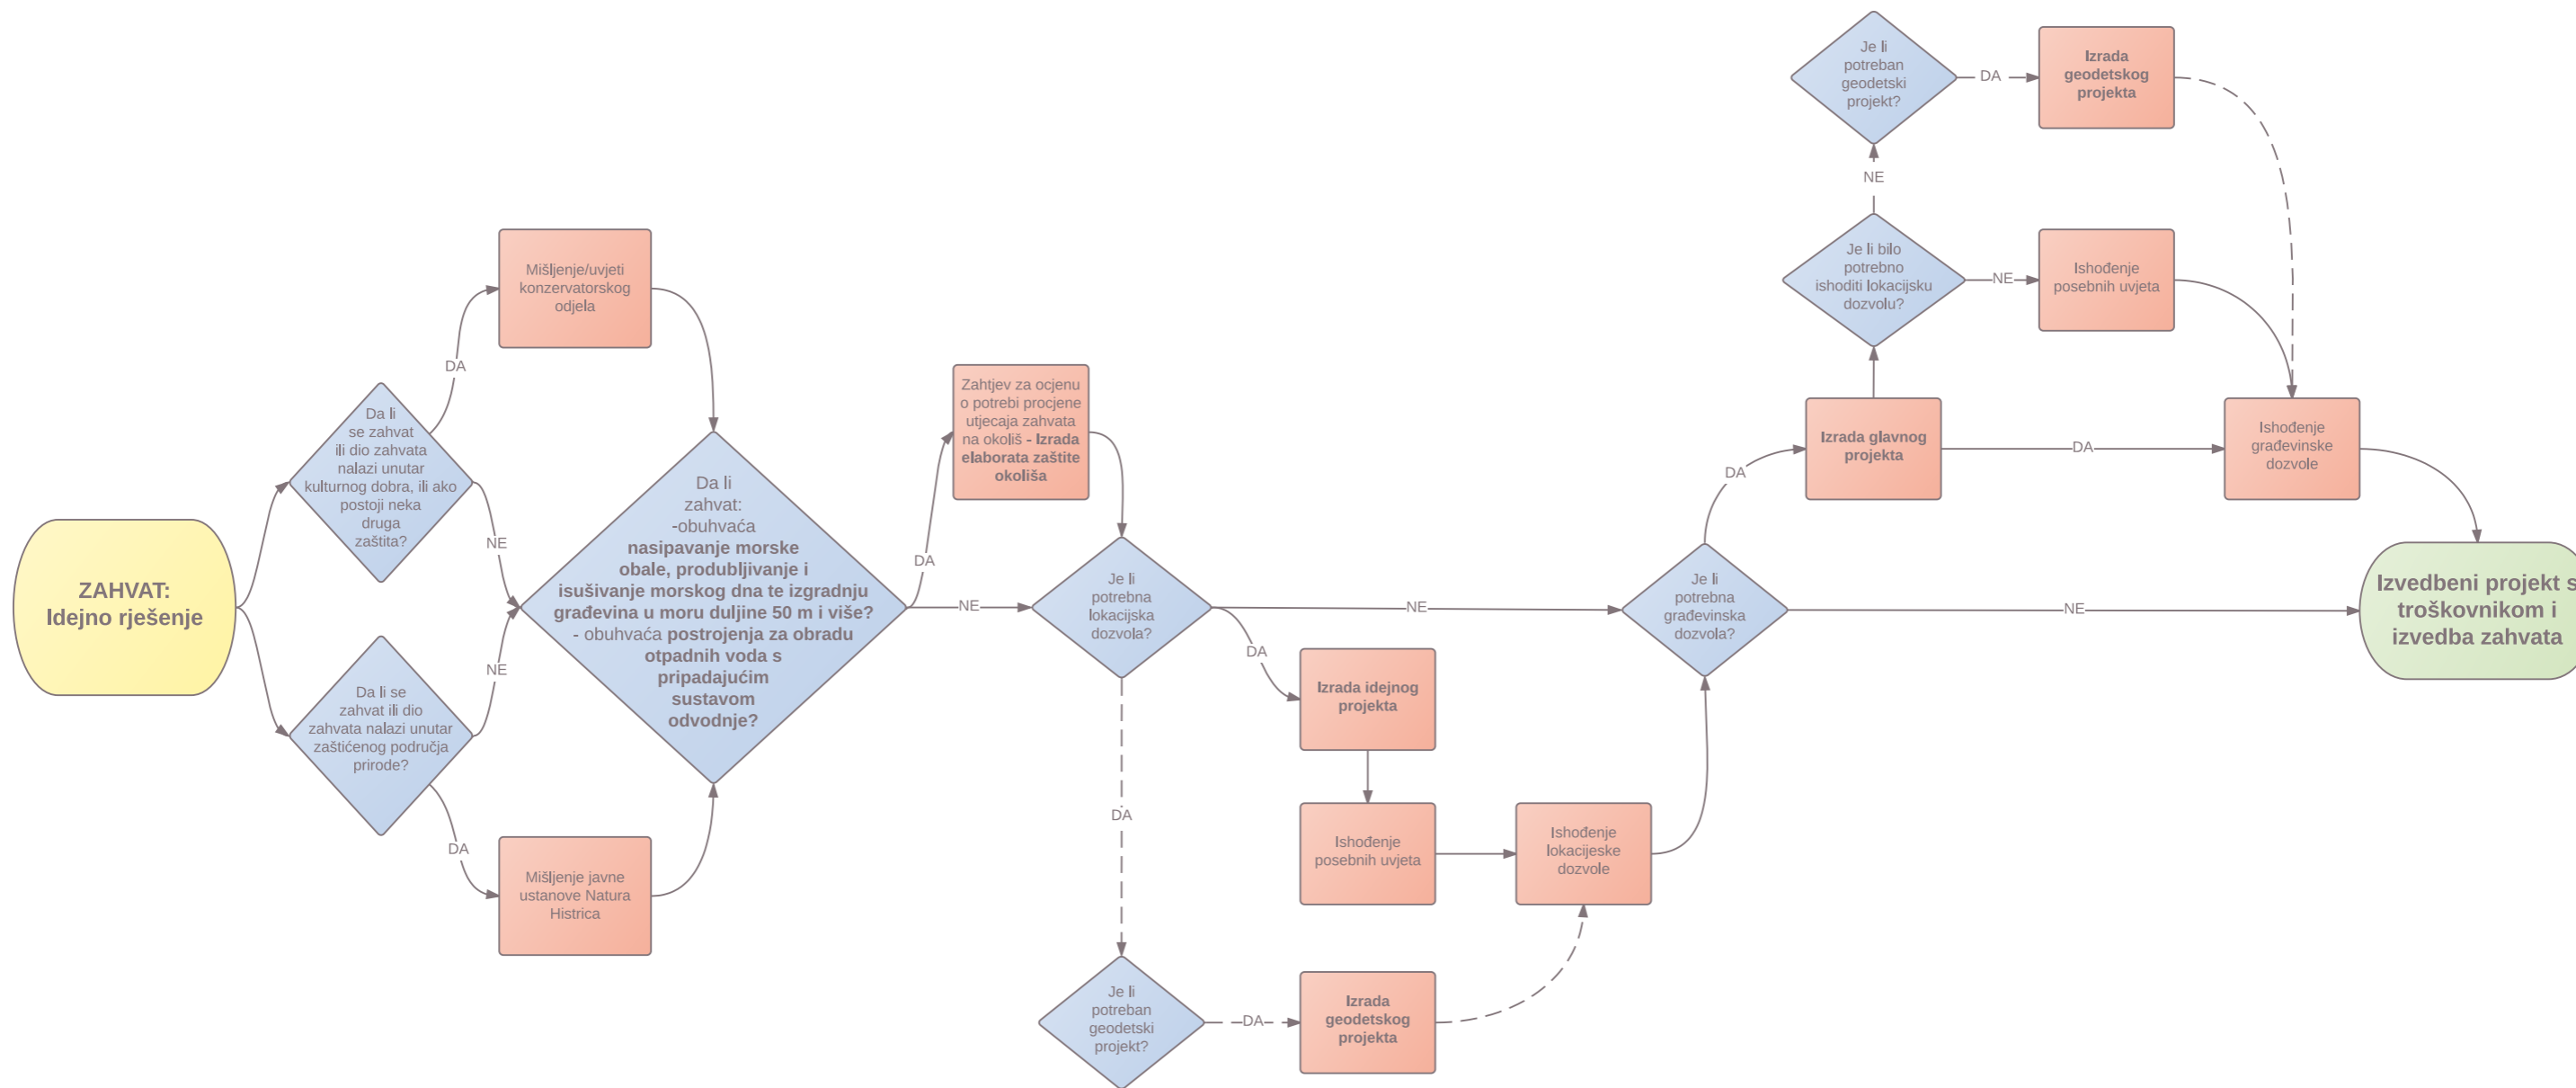 ZAHVAT:
Idejno rješenje
Da li
se zahvat
ili dio zahvata
nalazi unutar
kulturnog dobra, ili ako
postoji neka
druga
zaštita?
DA
NE
Mišljenje/uvjeti
konzervatorskog
odjela
Da li se
zahvat ili dio
zahvata nalazi unutar
zaštićenog područja
prirode?
NE
DA
Mišljenje javne
ustanove Natura
Histrica
Da li
zahvat:
-obuhvaća
nasipavanje morske
obale, produbljivanje i
isušivanje morskog dna te izgradnju
građevina u moru duljine 50 m i više?
- obuhvaća postrojenja za obradu
otpadnih voda s
pripadajućim
sustavom
odvodnje?
DA
NE
Zahtjev za ocjenu
o potrebi procjene
utjecaja zahvata
na okoliš - Izrada
elaborata zaštite
okoliša
Je li
potrebna
lokacijska
dozvola?
NE
DA
DA
Izrada idejnog
projekta
Ishođenje
posebnih uvjeta
Ishođenje
lokacijeske
dozvole
Je li
potreban
geodetski
projekt?
DA
Izrada
geodetskog
projekta
Je li
potrebna
građevinska
dozvola?
DA
NE
Izrada glavnog
projekta
DA
Je li bilo
potrebno
ishoditi lokacijsku
dozvolu?
NE
NE
Ishođenje
posebnih uvjeta
Je li
potreban
geodetski
projekt?
DA
Izrada
geodetskog
projekta
Ishođenje
građevinske
dozvole
Izvedbeni projekt s
troškovnikom i
izvedba zahvata